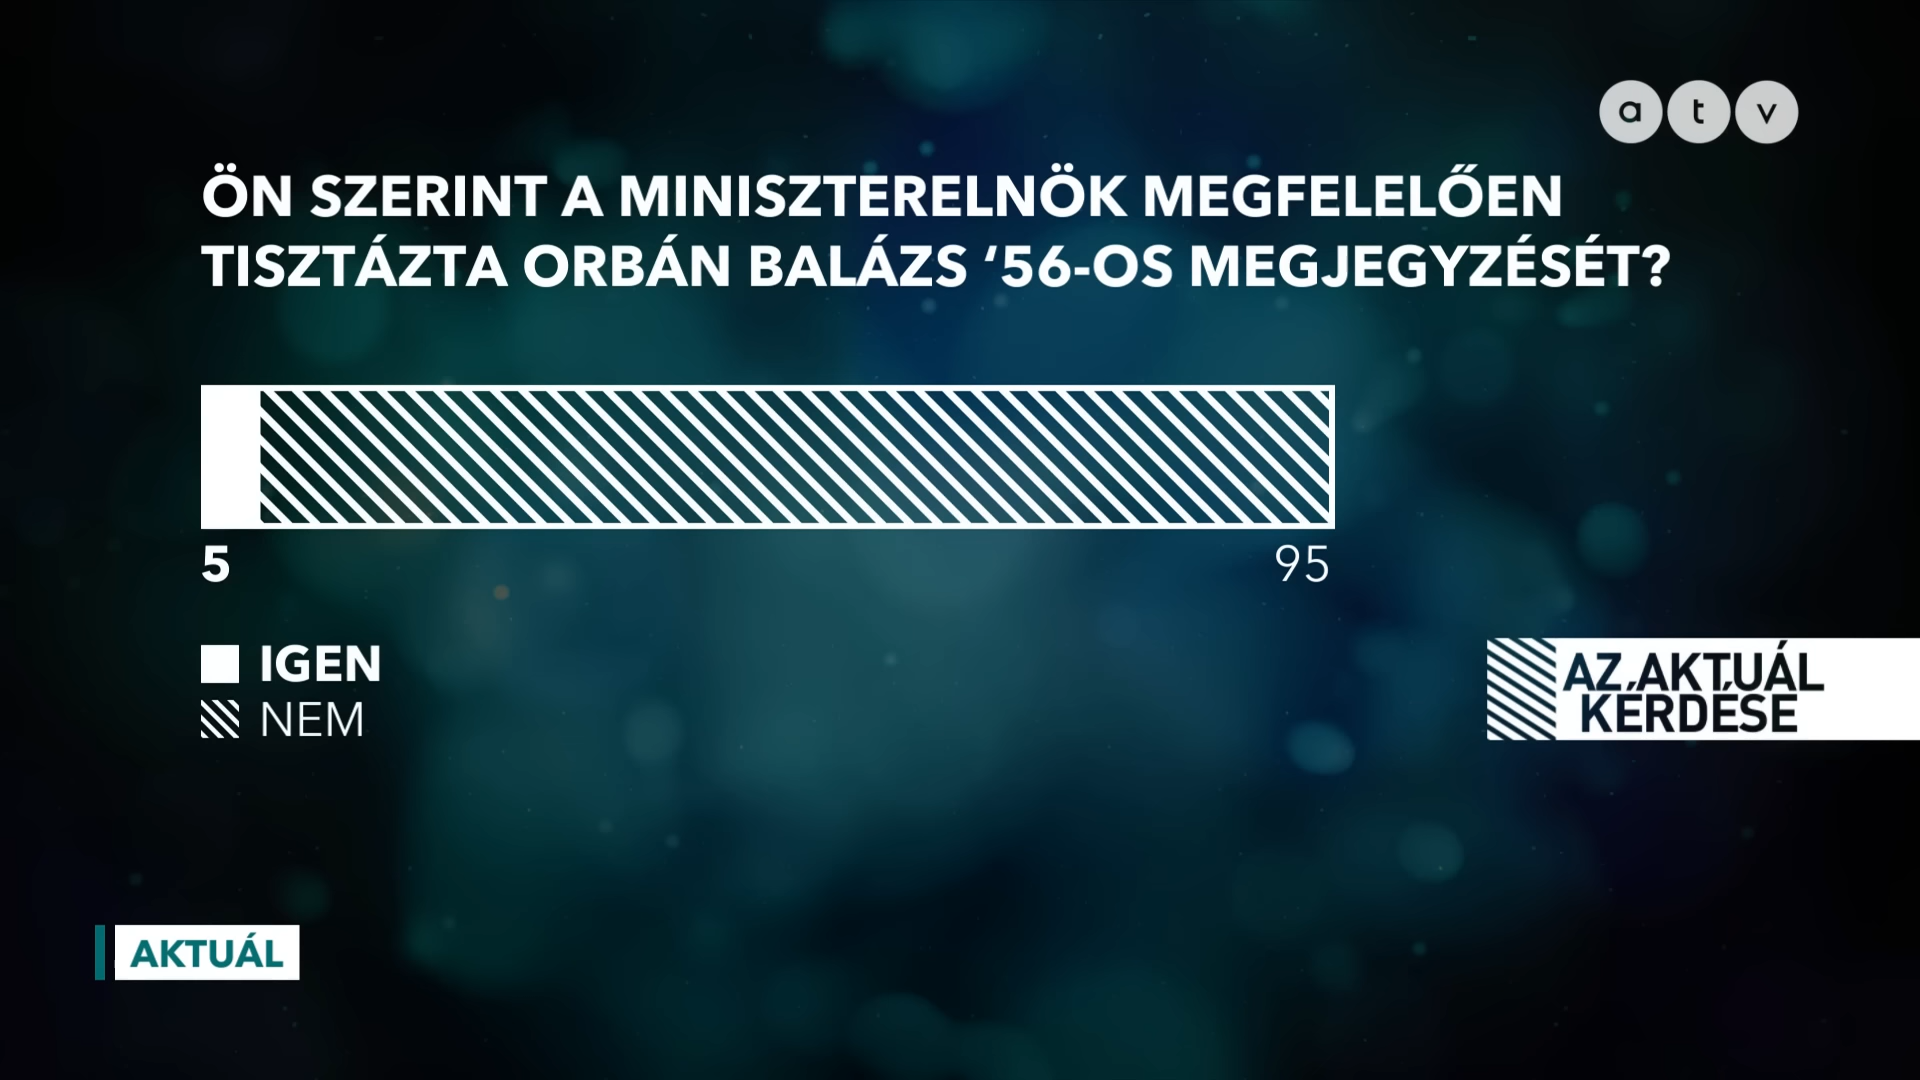 a t v
ÖN SZERINT A MINISZTERELNÖK MEGFELELŐEN
TISZTÁZTA ORBÁN BALÁZS ‘56-OS MEGJEGYZÉSÉT?
5 95
IGEN
NEM
AZ AKTUÁL
KÉRDÉSE
AKTUÁL